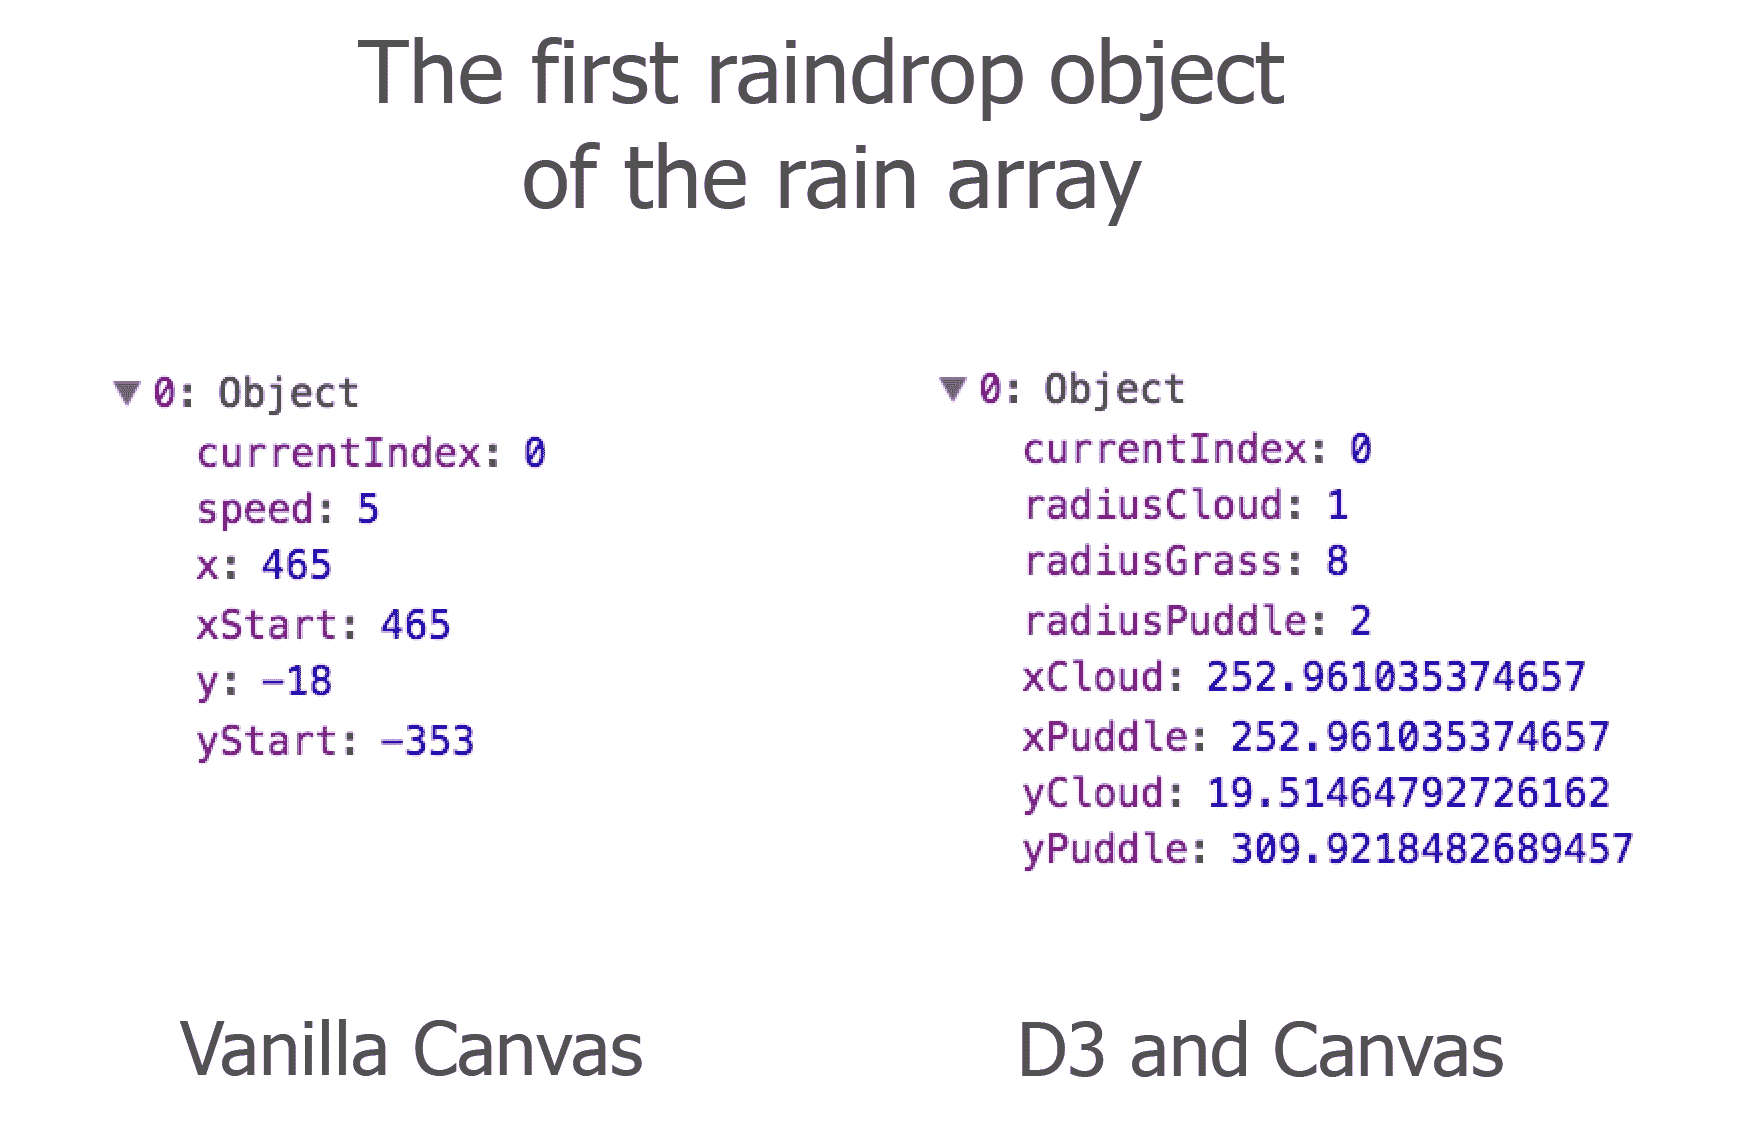 The first raindrop object
of the rain array
▼ 0: Object
currentIndex: 0
speed: 5
x: 465
xStart: 465
y: -18
yStart: -353
Vanilla Canvas
▼ 0: Object
currentIndex: 0
radiusCloud: 1
radiusGrass: 8
radiusPuddle: 2
xCloud: 252.961035374657
xPuddle: 252.961035374657
yCloud: 19.51464792726162
yPuddle: 309.9218482689457
D3 and Canvas